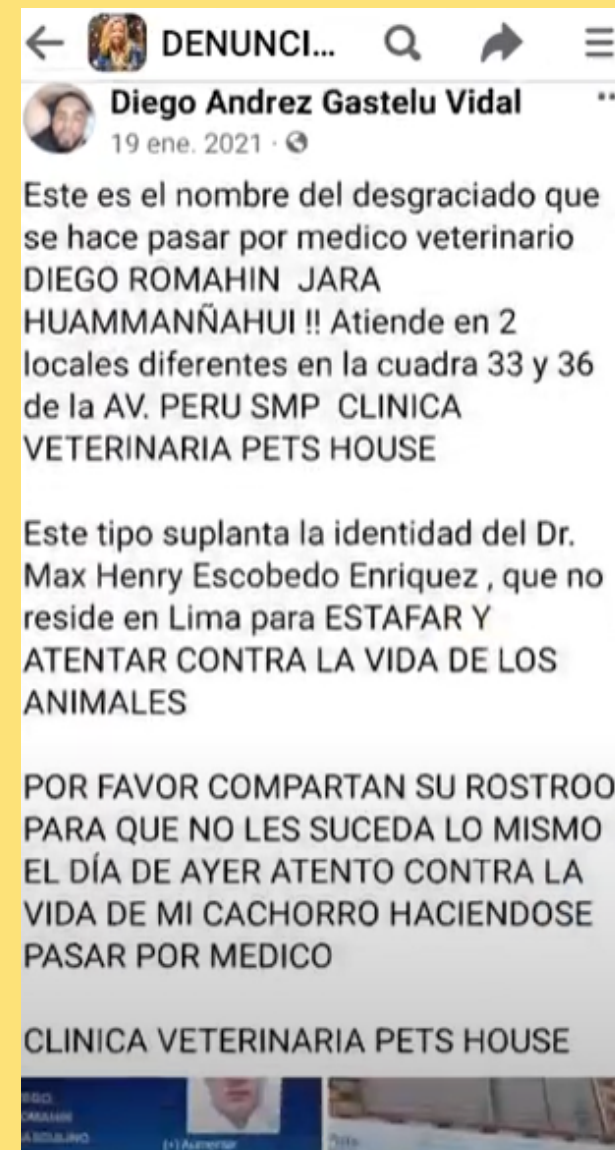 DENUNCI...
Diego Andrez Gastelu Vidal
19 ene. 2021 ·
Este es el nombre del desgraciado que
se hace pasar por medico veterinario
DIEGO ROMAHIN JARA
HUAMMANÑAHUI !! Atiende en 2
locales diferentes en la cuadra 33 y 36
de la AV. PERU SMP CLINICA
VETERINARIA PETS HOUSE
Este tipo suplanta la identidad del Dr.
Max Henry Escobedo Enriquez , que no
reside en Lima para ESTAFAR Y
ATENTAR CONTRA LA VIDA DE LOS
ANIMALES
POR FAVOR COMPARTAN SU ROSTROO
PARA QUE NO LES SUCEDA LO MISMO
EL DÍA DE AYER ATENTO CONTRA LA
VIDA DE MI CACHORRO HACIENDOSE
PASAR POR MEDICO
CLINICA VETERINARIA PETS HOUSE
(+) Aumentar